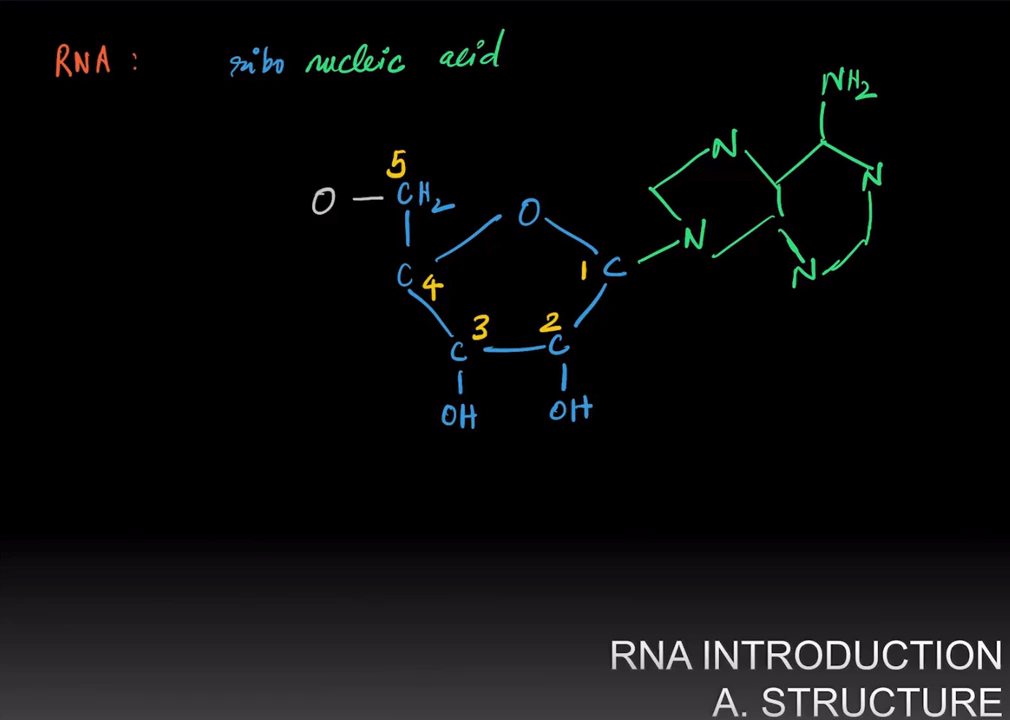 RNA : ribo nucleic acid
NH2
N
N
5
O — CH2
O
N
1 C
C 4
N
3 2
C C
OH OH
RNA INTRODUCTION
A. STRUCTURE